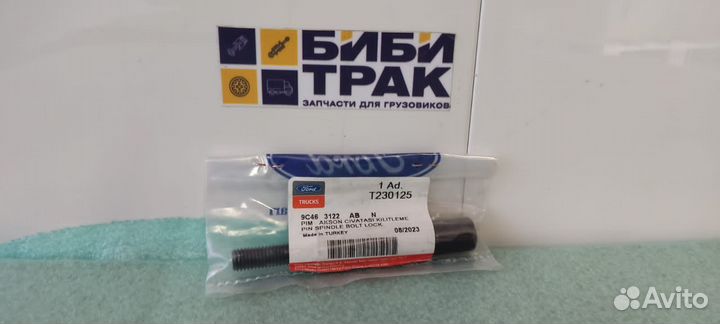 БИБИ
ТРАК
ЗАПЧАСТИ ДЛЯ ГРУЗОВИКОВ
Ford
Ford
TRUCKS
1 Ad.
T230125
9C46 3122 AB N
PIM AKSON CIVATASI KILITLEME
PIN SPINDLE BOLT LOCK
Made in TURKEY
08/2023
Avito